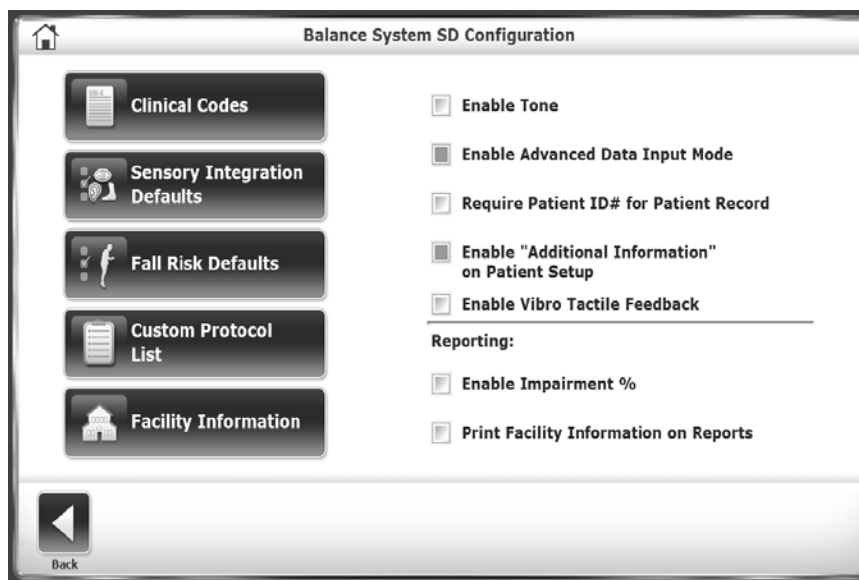 Balance System SD Configuration
Clinical Codes
Sensory Integration
Defaults
Fall Risk Defaults
Custom Protocol
List
Facility Information
Enable Tone
Enable Advanced Data Input Mode
Require Patient ID# for Patient Record
Enable "Additional Information"
on Patient Setup
Enable Vibro Tactile Feedback
Reporting:
Enable Impairment %
Print Facility Information on Reports
Back